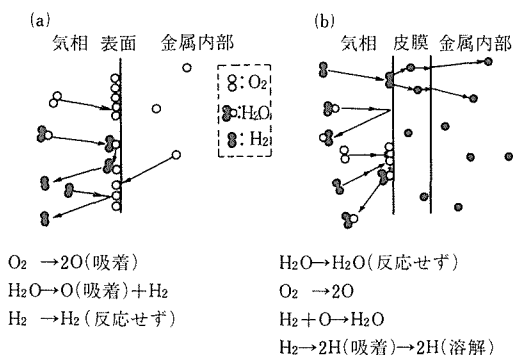 (a)
気相 表面 金属内部
:O₂
:H₂O
:H₂
O₂ →2O(吸着)
H₂O→O(吸着)+H₂
H₂ →H₂(反応せず)
(b)
気相 皮膜 金属内部
H₂O→H₂O(反応せず)
O₂ →2O
H₂+O→H₂O
H₂→2H(吸着)→2H(溶解)